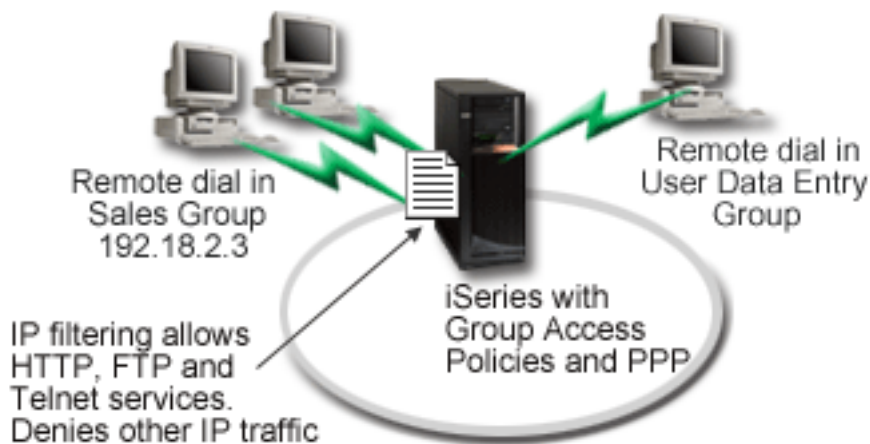 Remote dial in
Sales Group
192.18.2.3
Remote dial in
User Data Entry
Group
iSeries with
Group Access
Policies and PPP
IP filtering allows
HTTP, FTP and
Telnet services.
Denies other IP traffic